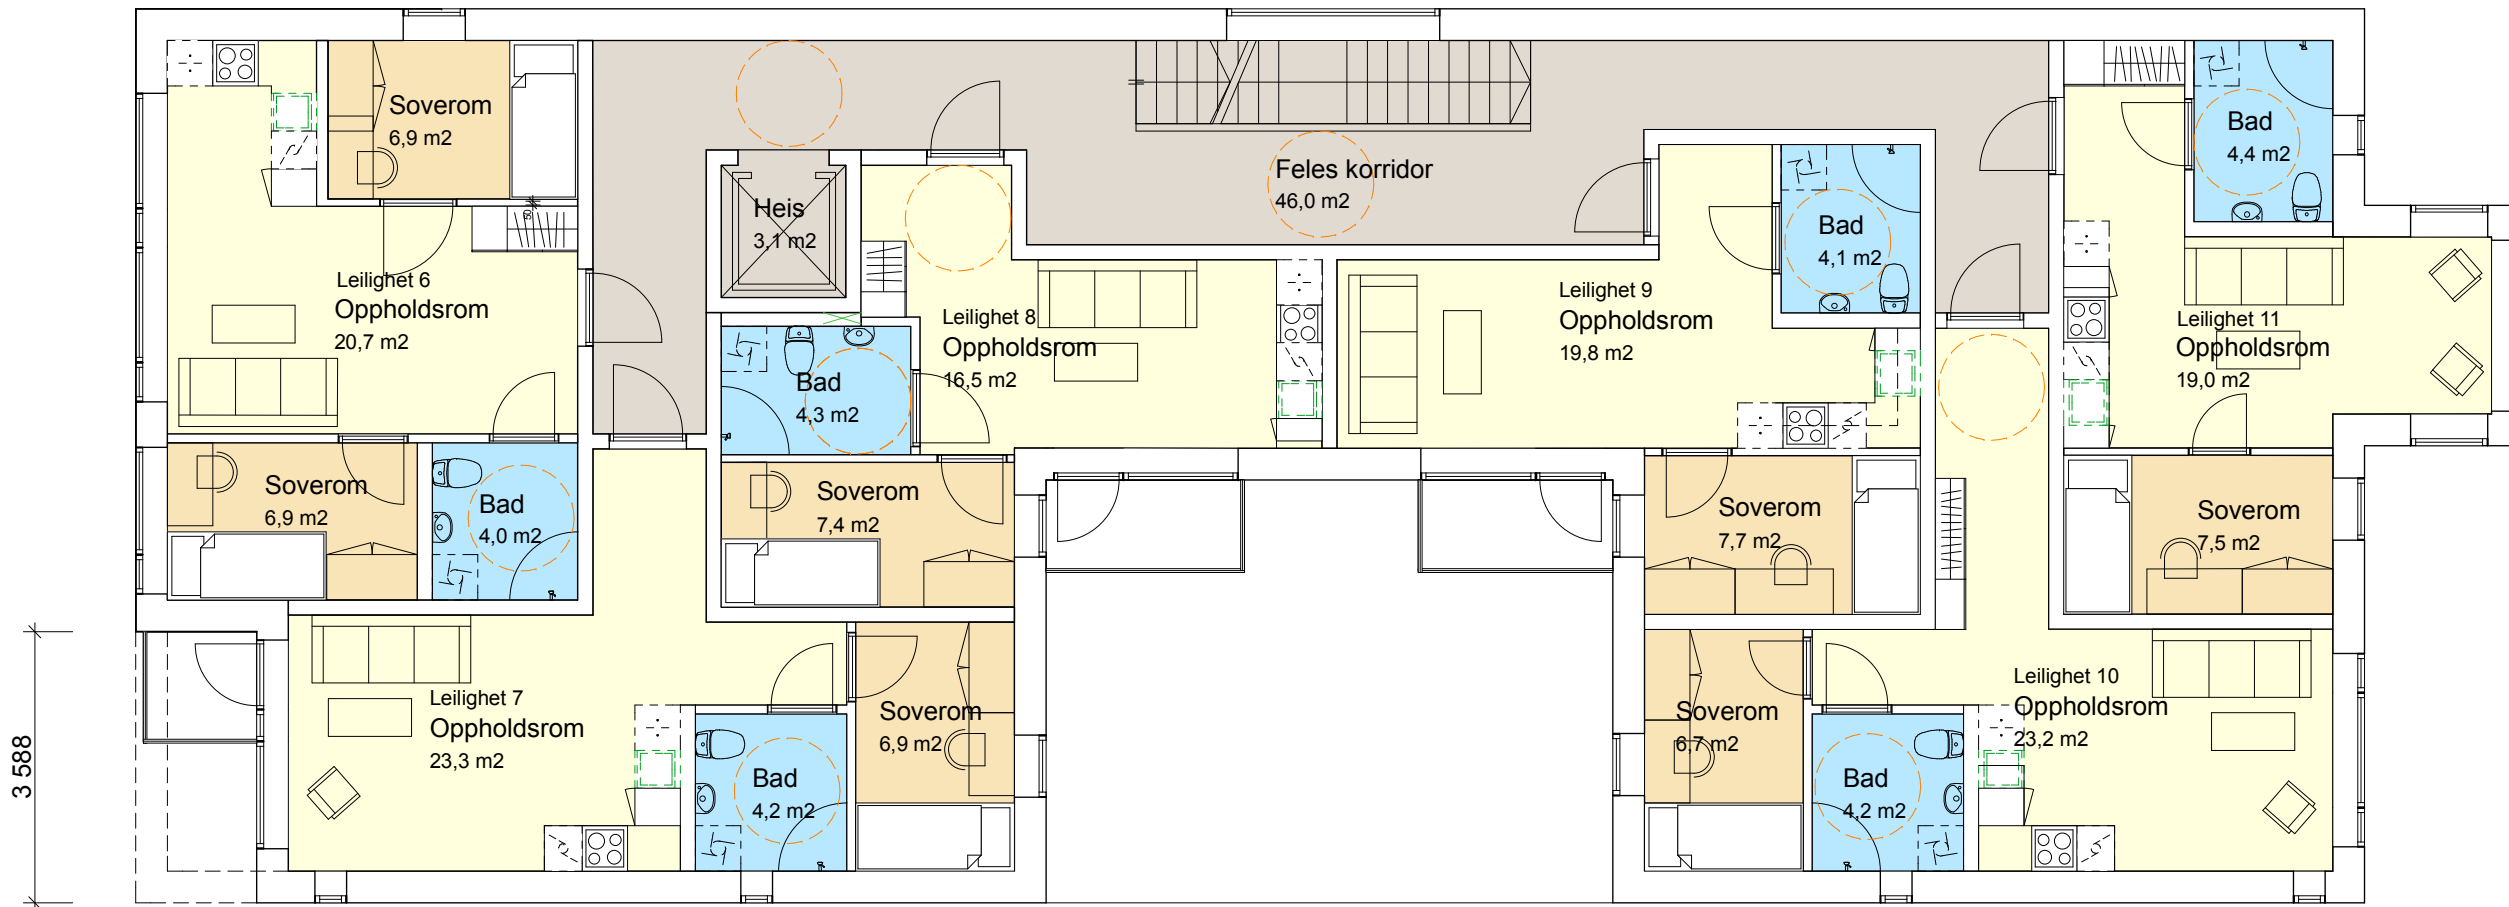 Soverom
6,9 m2
Leilighet 6
Oppholdsrom
20,7 m2
50
Soverom
6,9 m2
Bad
4,0 m2
Heis
3,1 m2
Feles korridor
46,0 m2
Leilighet 8
Oppholdsrom
16,5 m2
Bad
4,3 m2
Soverom
7,4 m2
Leilighet 9
Oppholdsrom
19,8 m2
Bad
4,1 m2
Soverom
7,7 m2
Bad
4,4 m2
Leilighet 11
Oppholdsrom
19,0 m2
Soverom
7,5 m2
3 588
Leilighet 7
Oppholdsrom
23,3 m2
Bad
4,2 m2
Soverom
6,9 m2
Soverom
6,7 m2
Bad
4,2 m2
Leilighet 10
Oppholdsrom
23,2 m2